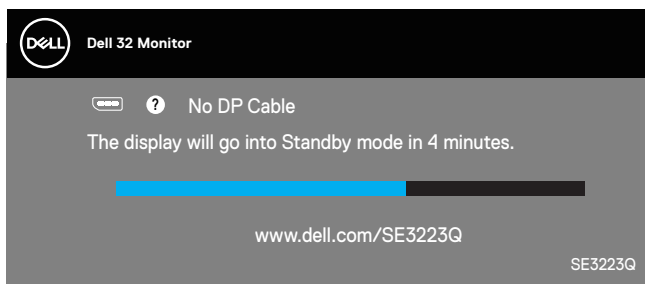 DELL
Dell 32 Monitor
? No DP Cable
The display will go into Standby mode in 4 minutes.
www.dell.com/SE3223Q
SE3223Q